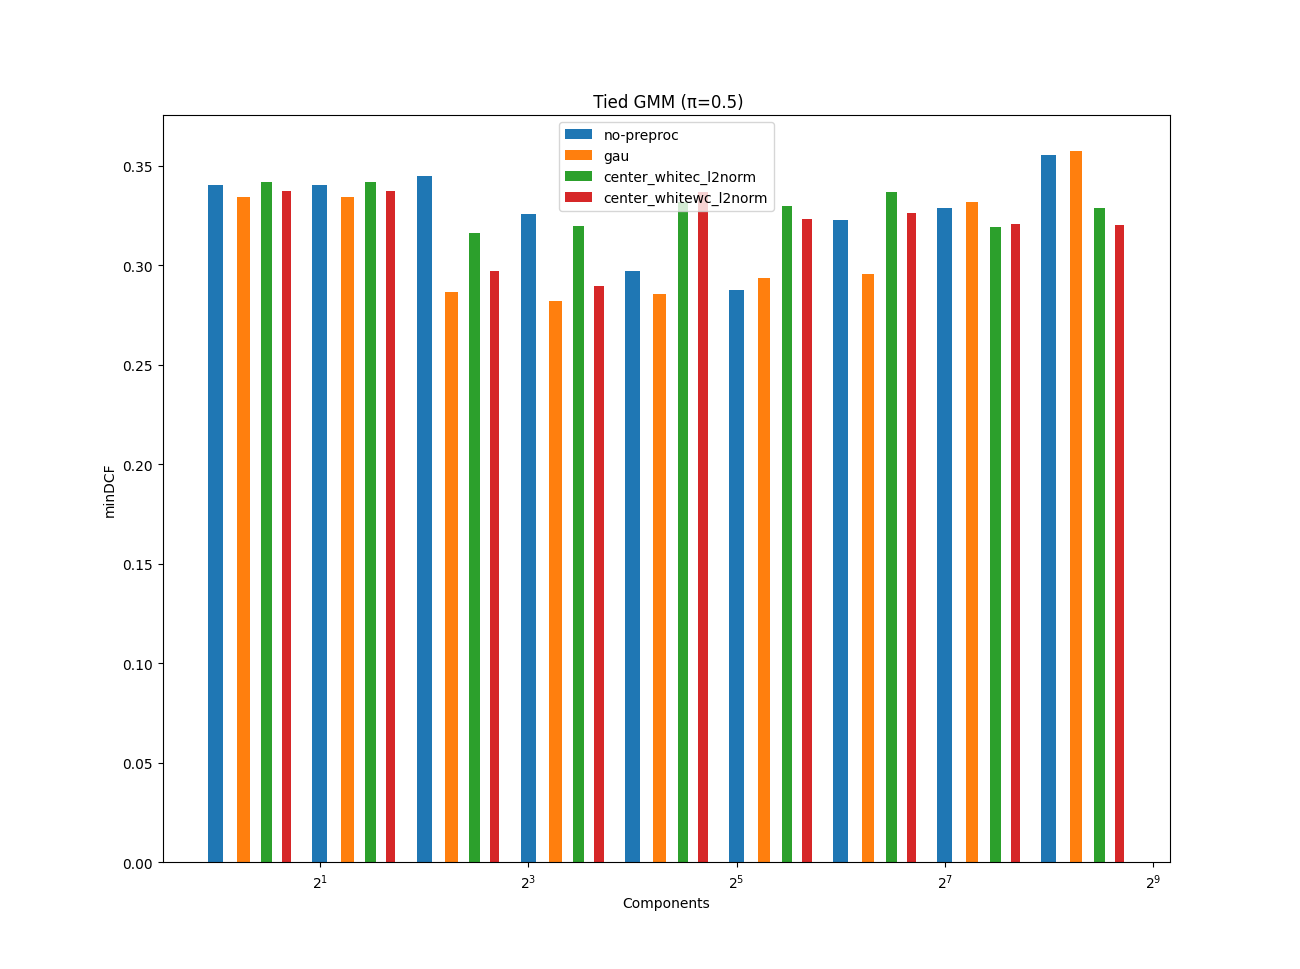 Tied GMM (π=0.5)
no-preproc
gau
center_whitec_l2norm
center_whitewc_l2norm
minDCF
0.35
0.30
0.25
0.20
0.15
0.10
0.05
0.00
2¹ 2³ 2⁵ 2⁷ 2⁹
Components